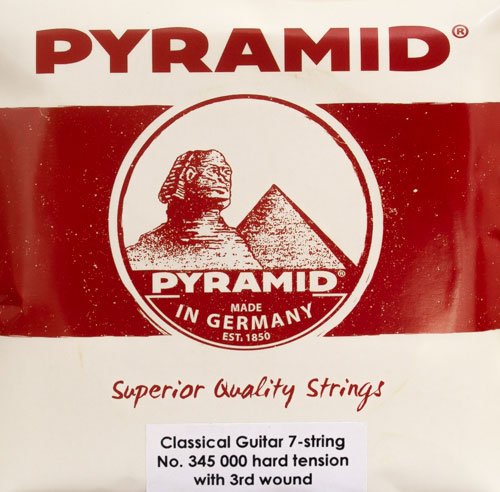 PYRAMID®
PYRAMID®
MADE
IN GERMANY
EST. 1850
Superior Quality Strings
Classical Guitar 7-string
No. 345 000 hard tension
with 3rd wound